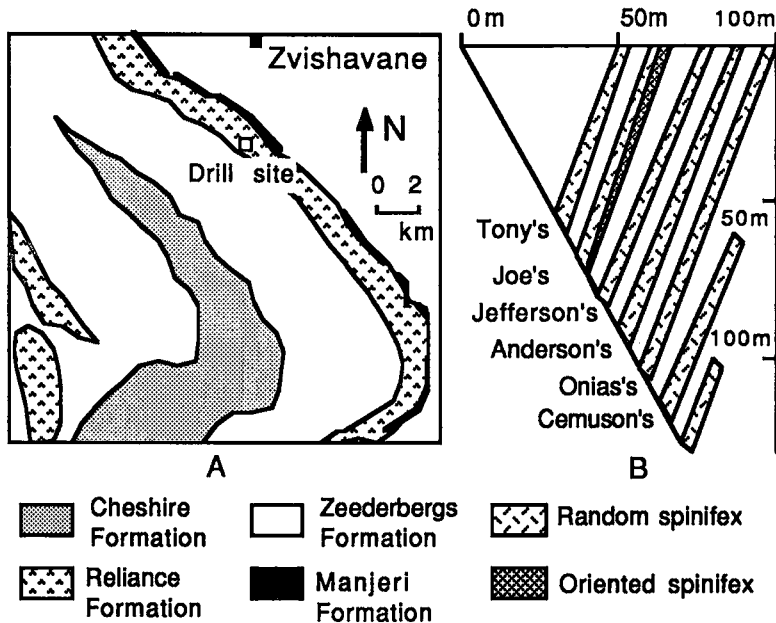 0 m
50m
100m
Zvishavane
N
Drill site
0 2
km
Tony's
Joe's
Jefferson's
Anderson's
Onias's
Cemuson's
50m
100m
A
B
Cheshire
Formation
Zeederbergs
Formation
Random spinifex
Reliance
Formation
Manjeri
Formation
Oriented spinifex